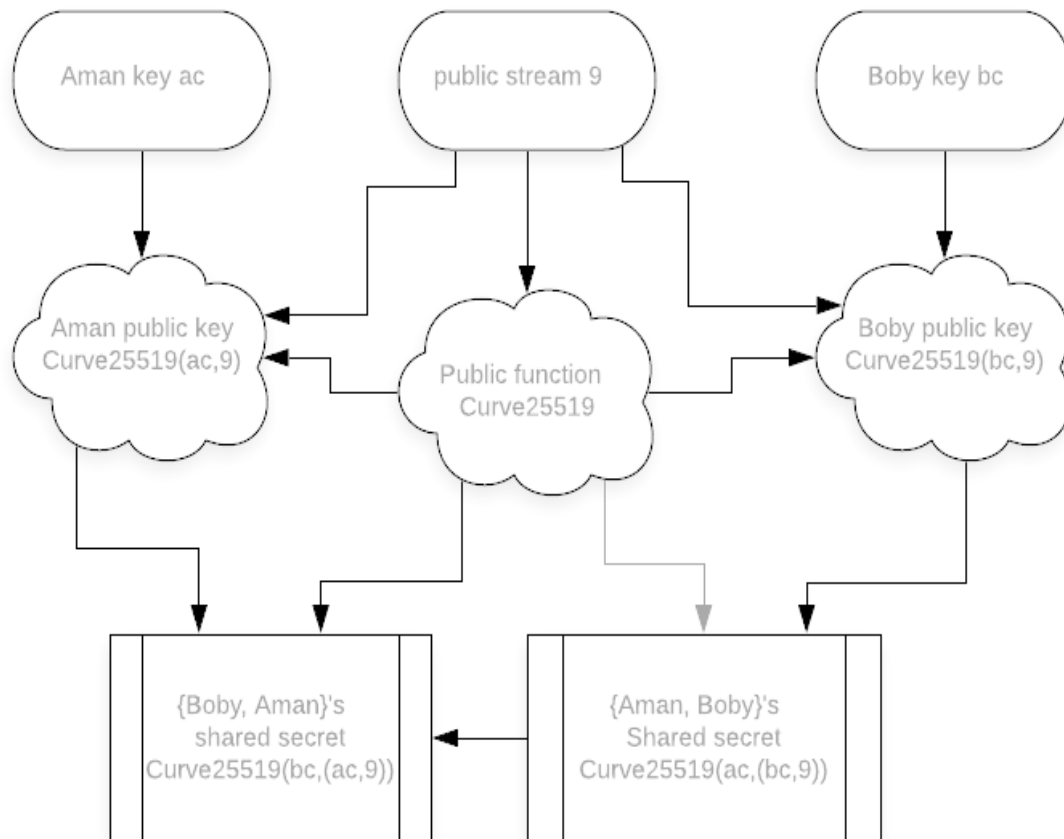 Aman key ac
public stream 9
Boby key bc
Aman public key
Curve25519(ac,9)
Public function
Curve25519
Boby public key
Curve25519(bc,9)
{Boby, Aman}'s
shared secret
Curve25519(bc,(ac,9))
{Aman, Boby}'s
Shared secret
Curve25519(ac,(bc,9))